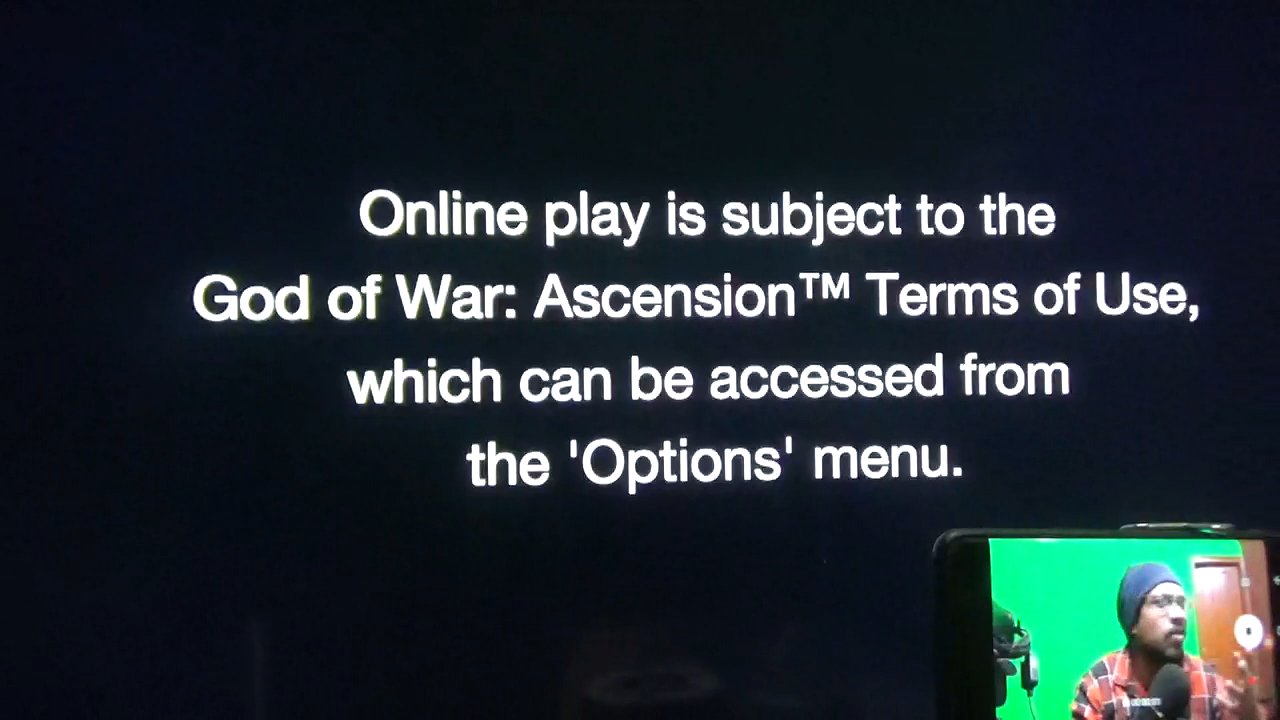 Online play is subject to the
God of War: Ascension™ Terms of Use,
which can be accessed from
the 'Options' menu.